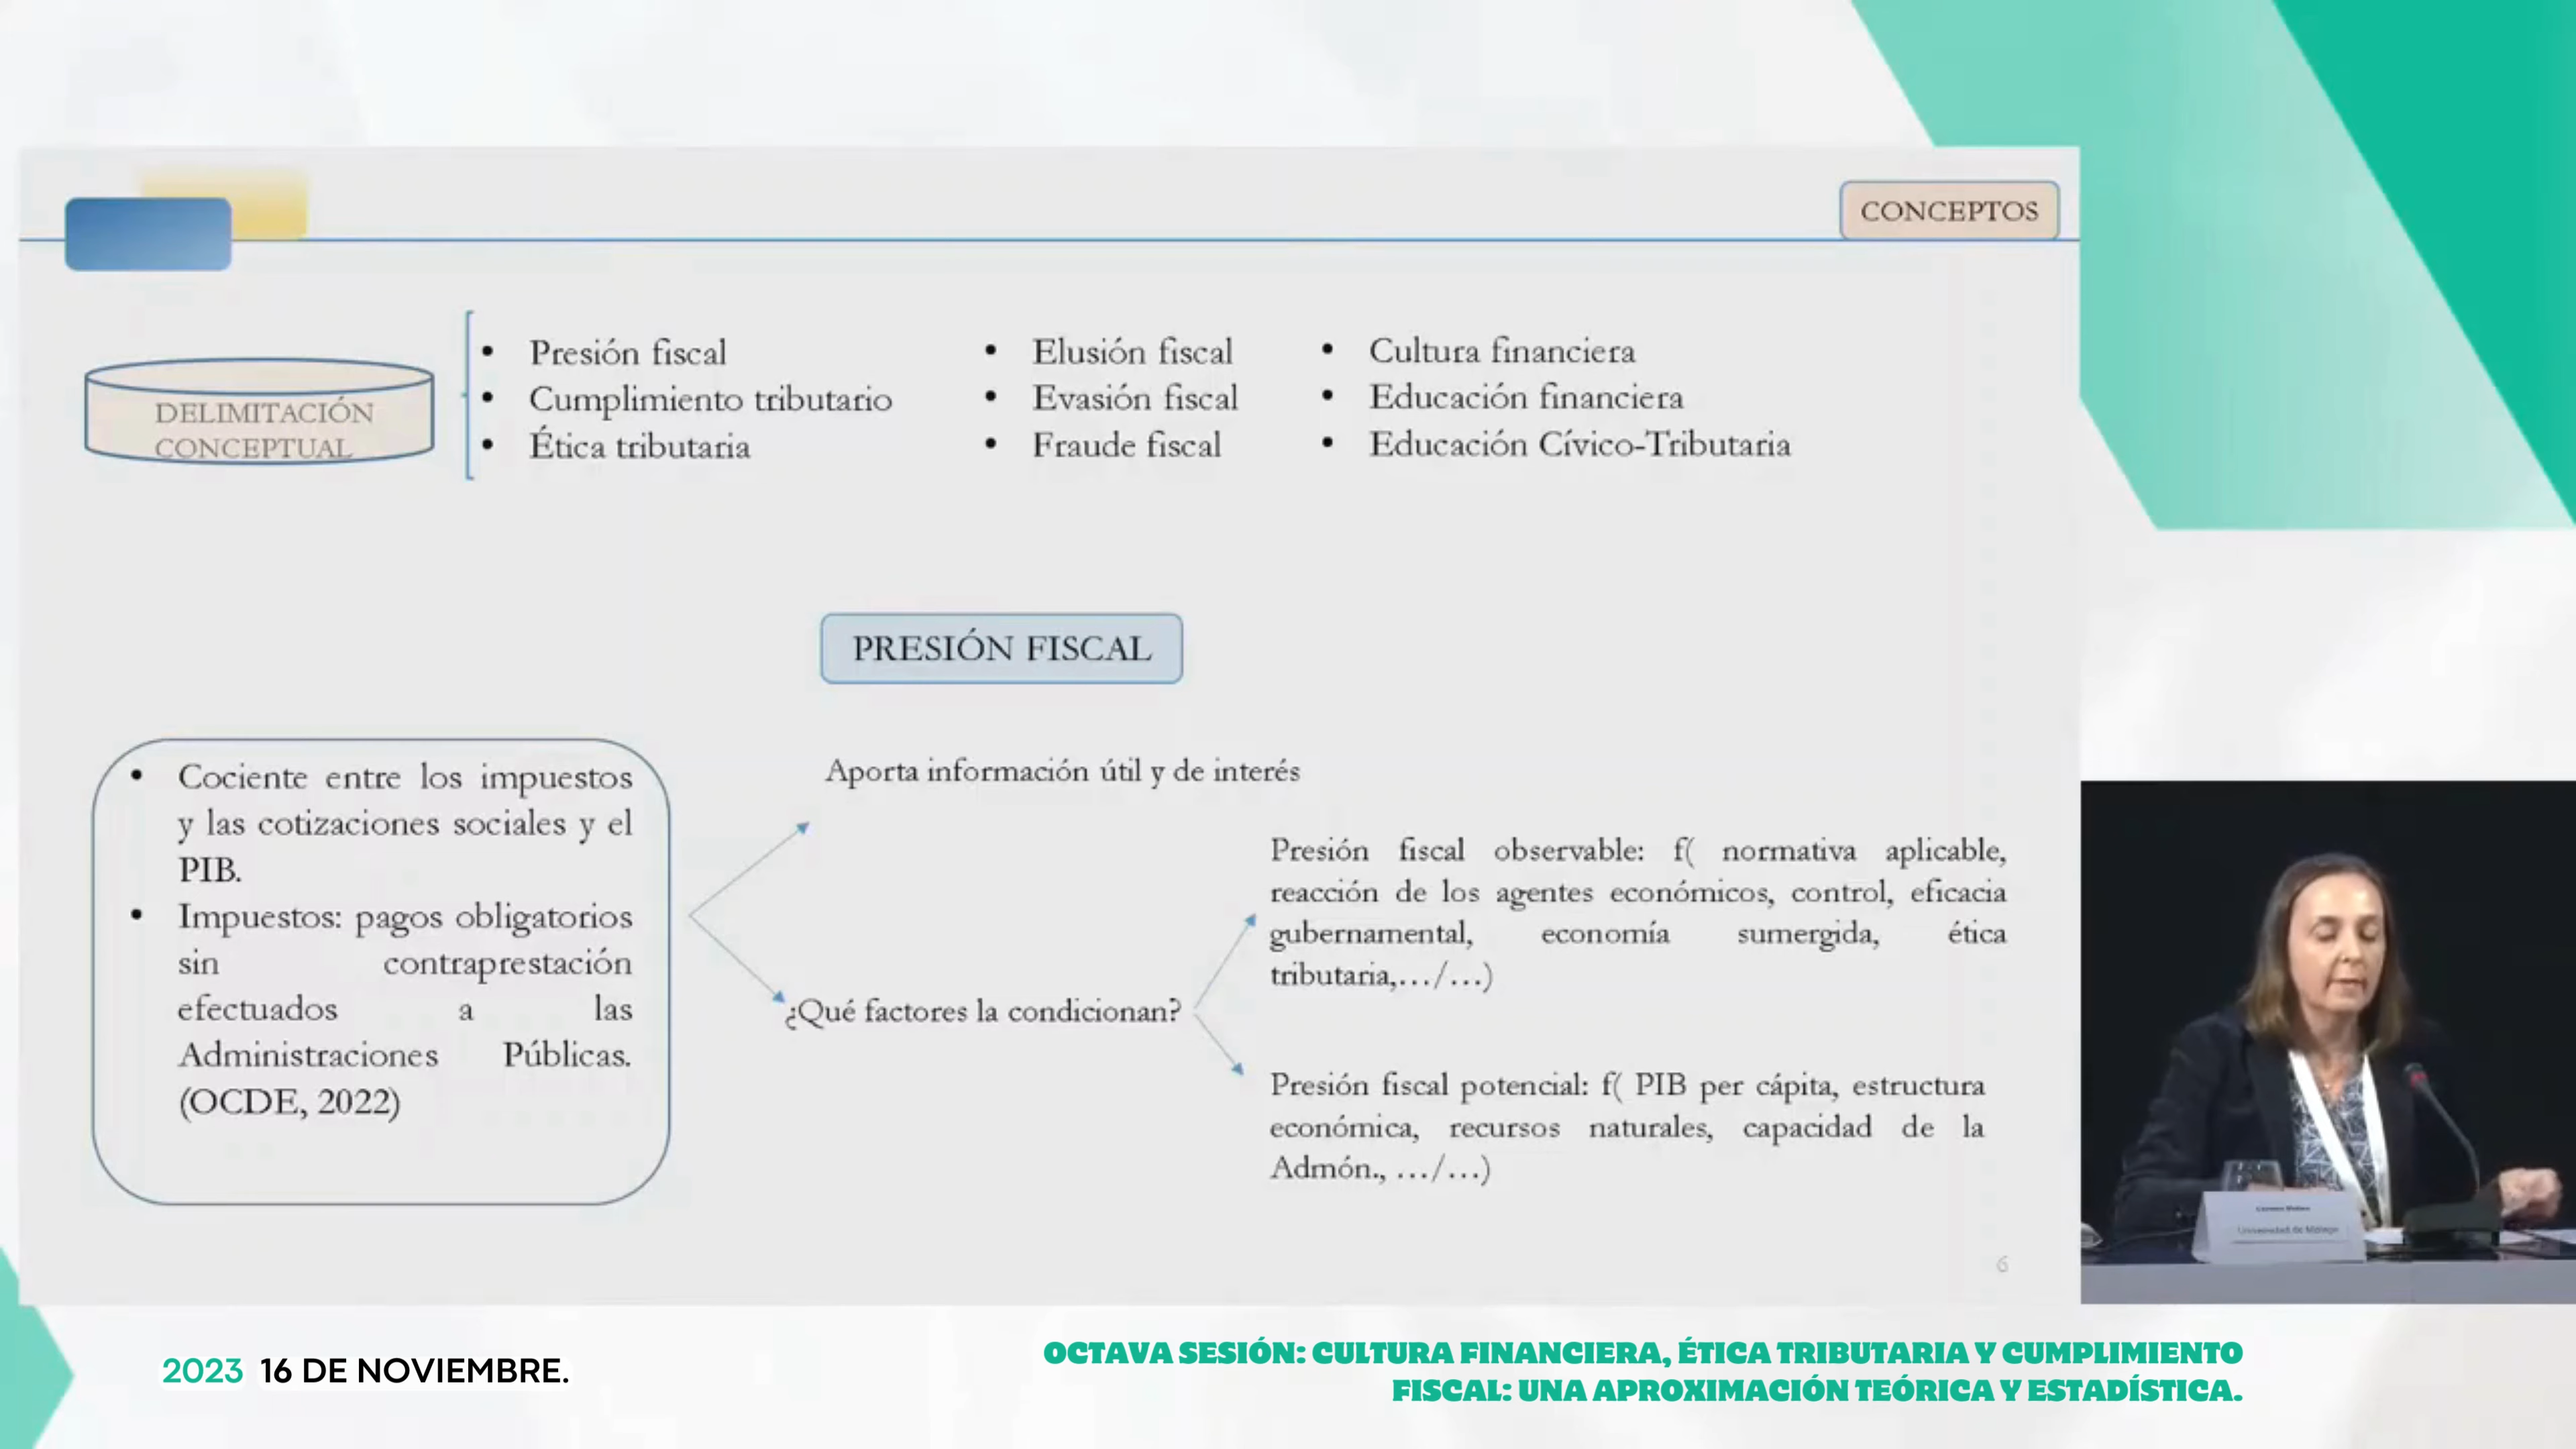 CONCEPTOS
DELIMITACIÓN
CONCEPTUAL
• Presión fiscal
• Cumplimiento tributario
• Ética tributaria
• Elusión fiscal
• Evasión fiscal
• Fraude fiscal
• Cultura financiera
• Educación financiera
• Educación Cívico-Tributaria
PRESIÓN FISCAL
• Cociente entre los impuestos
y las cotizaciones sociales y el
PIB.
• Impuestos: pagos obligatorios
sin contraprestación
efectuados a las
Administraciones Públicas.
(OCDE, 2022)
Aporta información útil y de interés
¿Qué factores la condicionan?
Presión fiscal observable: f( normativa aplicable,
reacción de los agentes económicos, control, eficacia
gubernamental, economía sumergida, ética
tributaria,…/…)
Presión fiscal potencial: f( PIB per cápita, estructura
económica, recursos naturales, capacidad de la
Admón., …/…)
6
Universidad de Málaga
2023 16 DE NOVIEMBRE.
OCTAVA SESIÓN: CULTURA FINANCIERA, ÉTICA TRIBUTARIA Y CUMPLIMIENTO
FISCAL: UNA APROXIMACIÓN TEÓRICA Y ESTADÍSTICA.